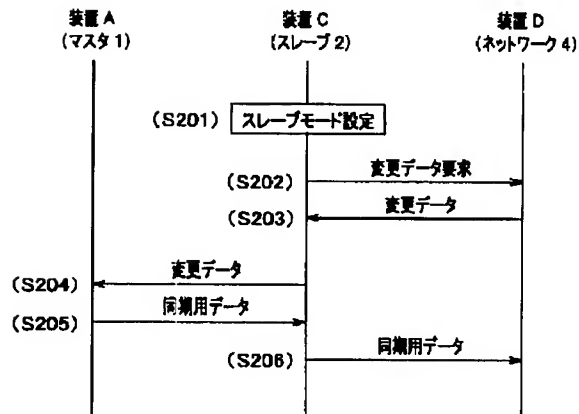 装置 A
(マスタ 1)
装置 C
(スレーブ 2)
装置 D
(ネットワーク 4)
(S201)
スレーブモード設定
(S202)
変更データ要求
(S203)
変更データ
(S204)
変更データ
(S205)
同期用データ
(S206)
同期用データ